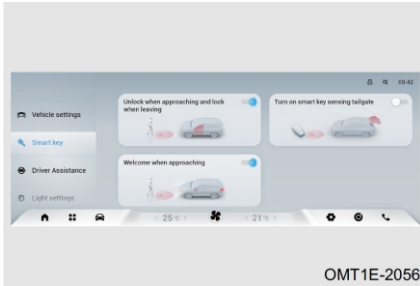 09:42
Vehicle settings
Smart key
Driver Assistance
Light settings
Unlock when approaching and lock
when leaving
Turn on smart key sensing tailgate
Welcome when approaching
25 °C
21 °C
OMT1E-2056